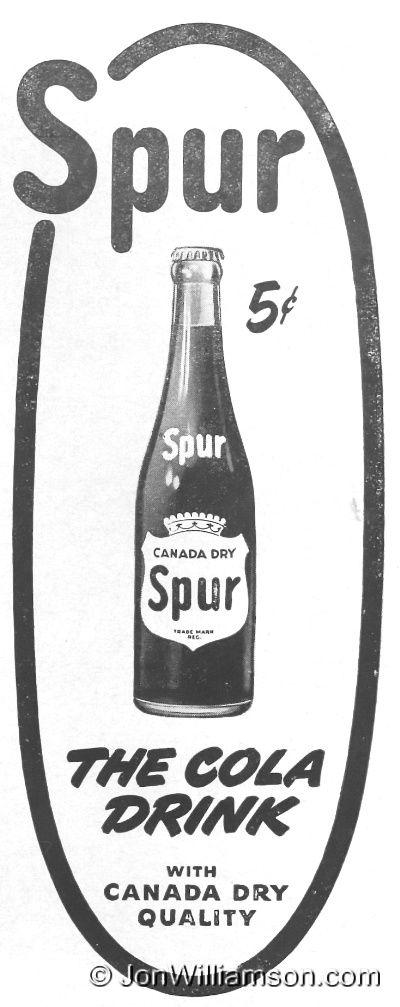 Spur
5¢
Spur
CANADA DRY
Spur
TRADE MARK
REG.
THE COLA
DRINK
WITH
CANADA DRY
QUALITY
© JonWilliamson.com